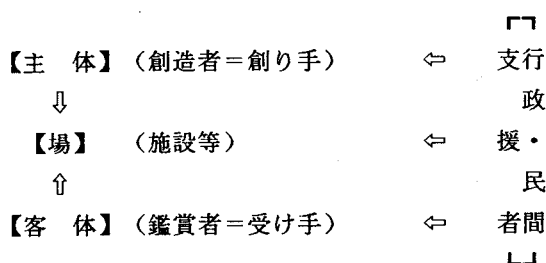 【主　体】（創造者＝創り手）　⇦
⇩
【場】　（施設等）　⇦
⇧
【客　体】（鑑賞者＝受け手）　⇦
行政・民間
支援者